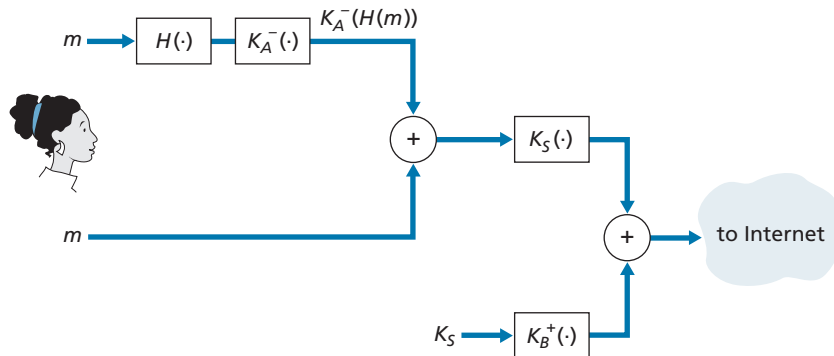 K_A^-(H(m))
m H(·) K_A^-(·)
+ K_S(·)
m + to Internet
K_S K_B^+(·)